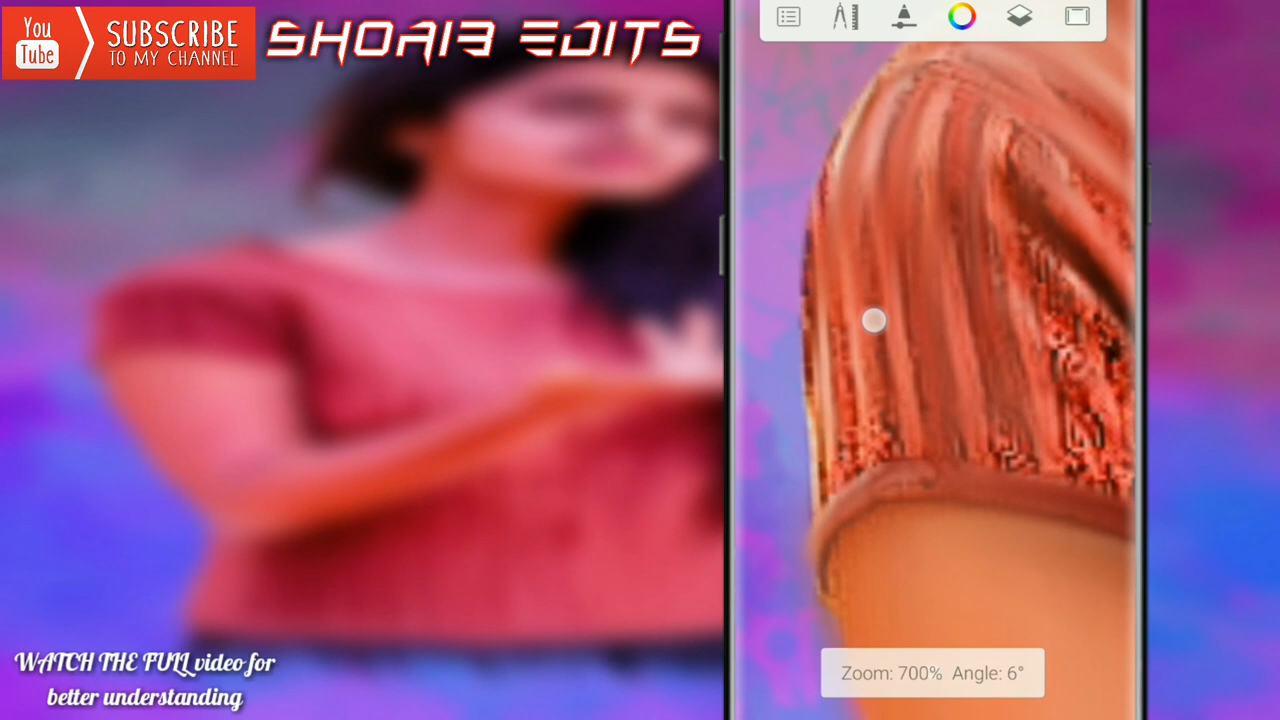 You
Tube
SUBSCRIBE
TO MY CHANNEL
SHOAIB EDITS
WATCH THE FULL video for
better understanding
Zoom: 700% Angle: 6°